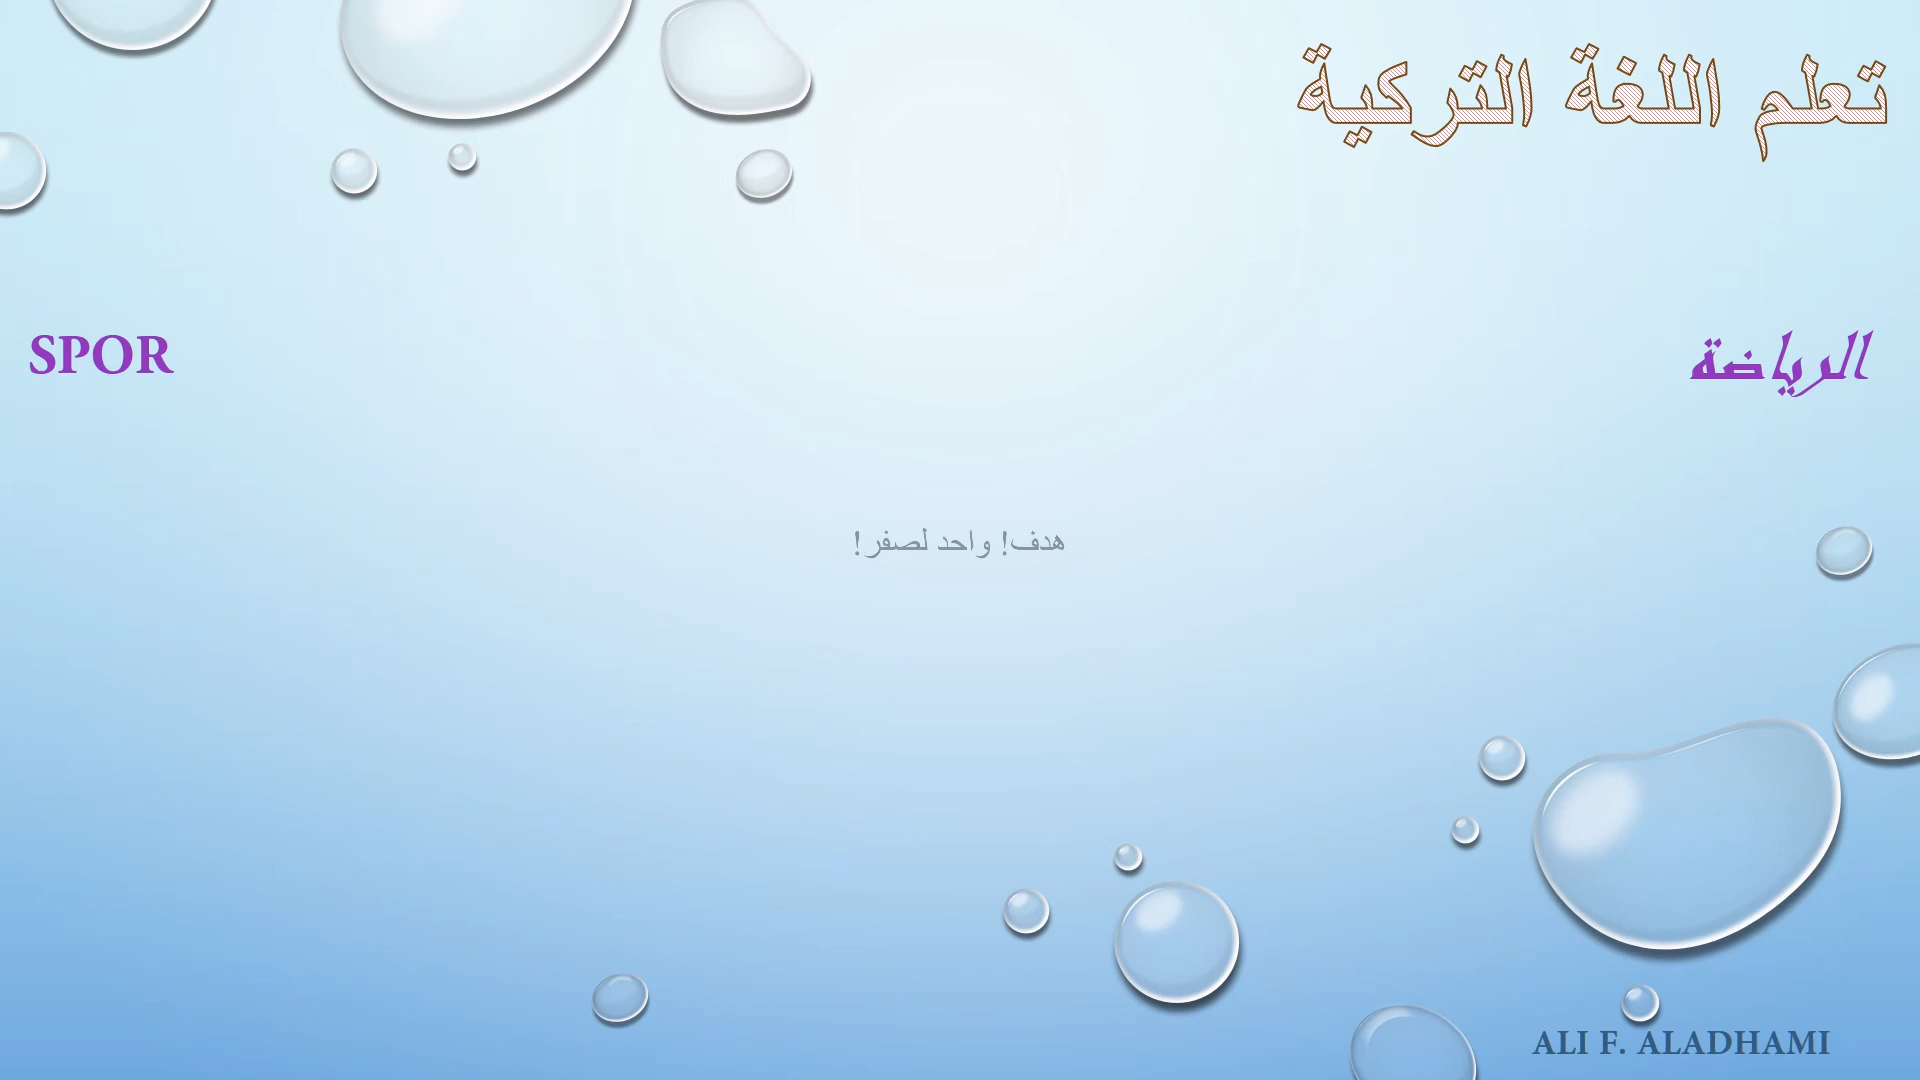 تعلم اللغة التركية
الرياضة
SPOR
هدف! واحد لصفر!
ALI F. ALADHAMI